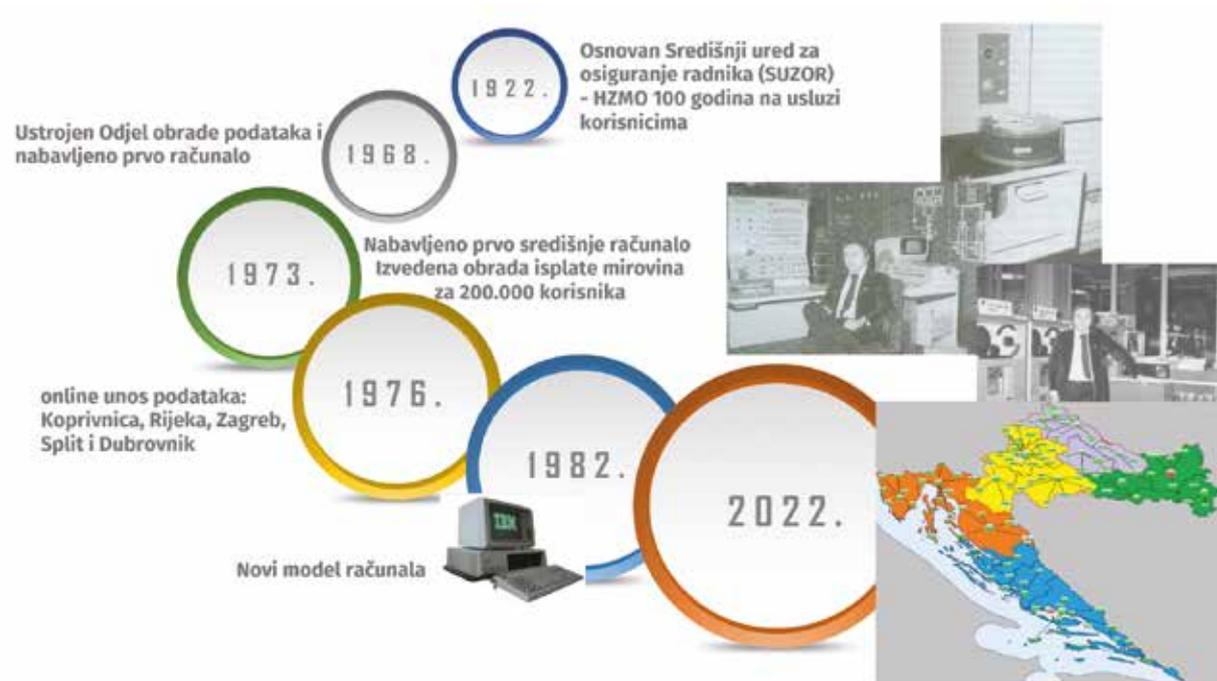 1922.
Osnovan Središnji ured za
osiguranje radnika (SUZOR)
- HZMO 100 godina na usluzi
korisnicima
Ustrojen Odjel obrade podataka i
nabavljeno prvo računalo
1968.
1973.
Nabavljeno prvo središnje računalo
Izvedena obrada isplate mirovina
za 200.000 korisnika
online unos podataka:
Koprivnica, Rijeka, Zagreb,
Split i Dubrovnik
1976.
1982.
Novi model računala
IBM
2022.